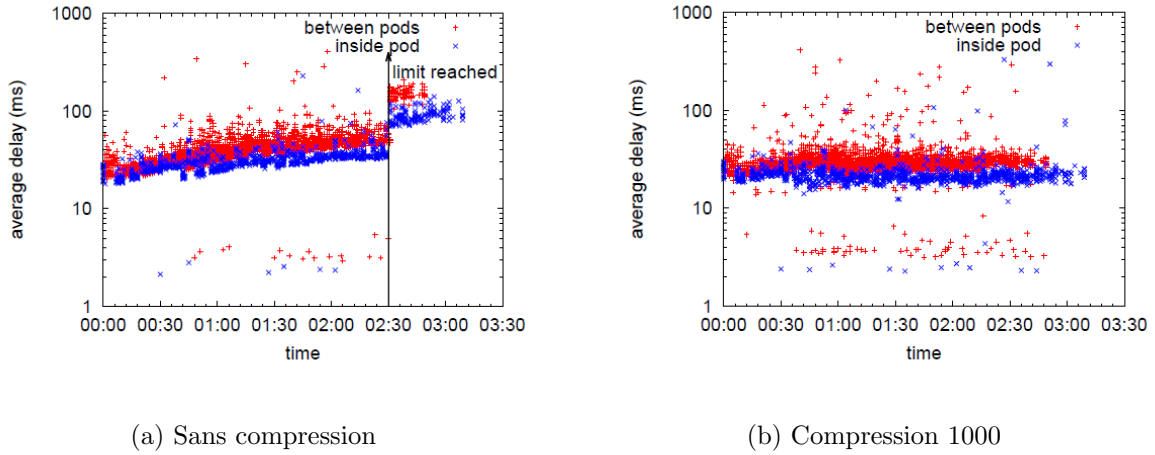 1000
100
10
1
average delay (ms)
between pods
inside pod
limit reached
00:00 00:30 01:00 01:30 02:00 02:30 03:00 03:30
time
(a) Sans compression
1000
100
10
1
average delay (ms)
between pods
inside pod
00:00 00:30 01:00 01:30 02:00 02:30 03:00 03:30
time
(b) Compression 1000